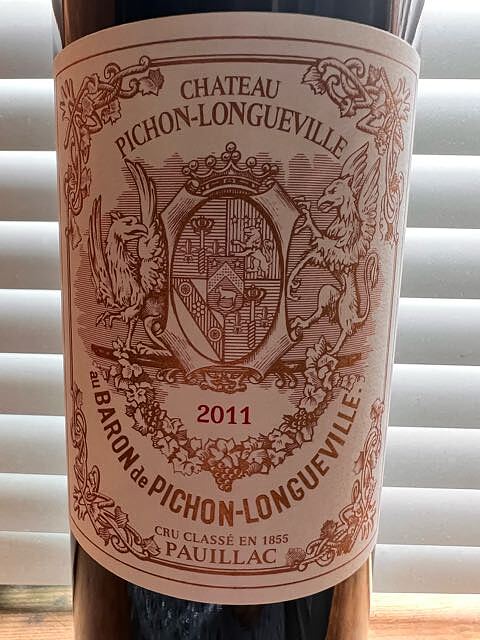 CHATEAU
PICHON-LONGUEVILLE
2011
au BARON de PICHON-LONGUEVILLE
CRU CLASSÉ EN 1855
PAUILLAC